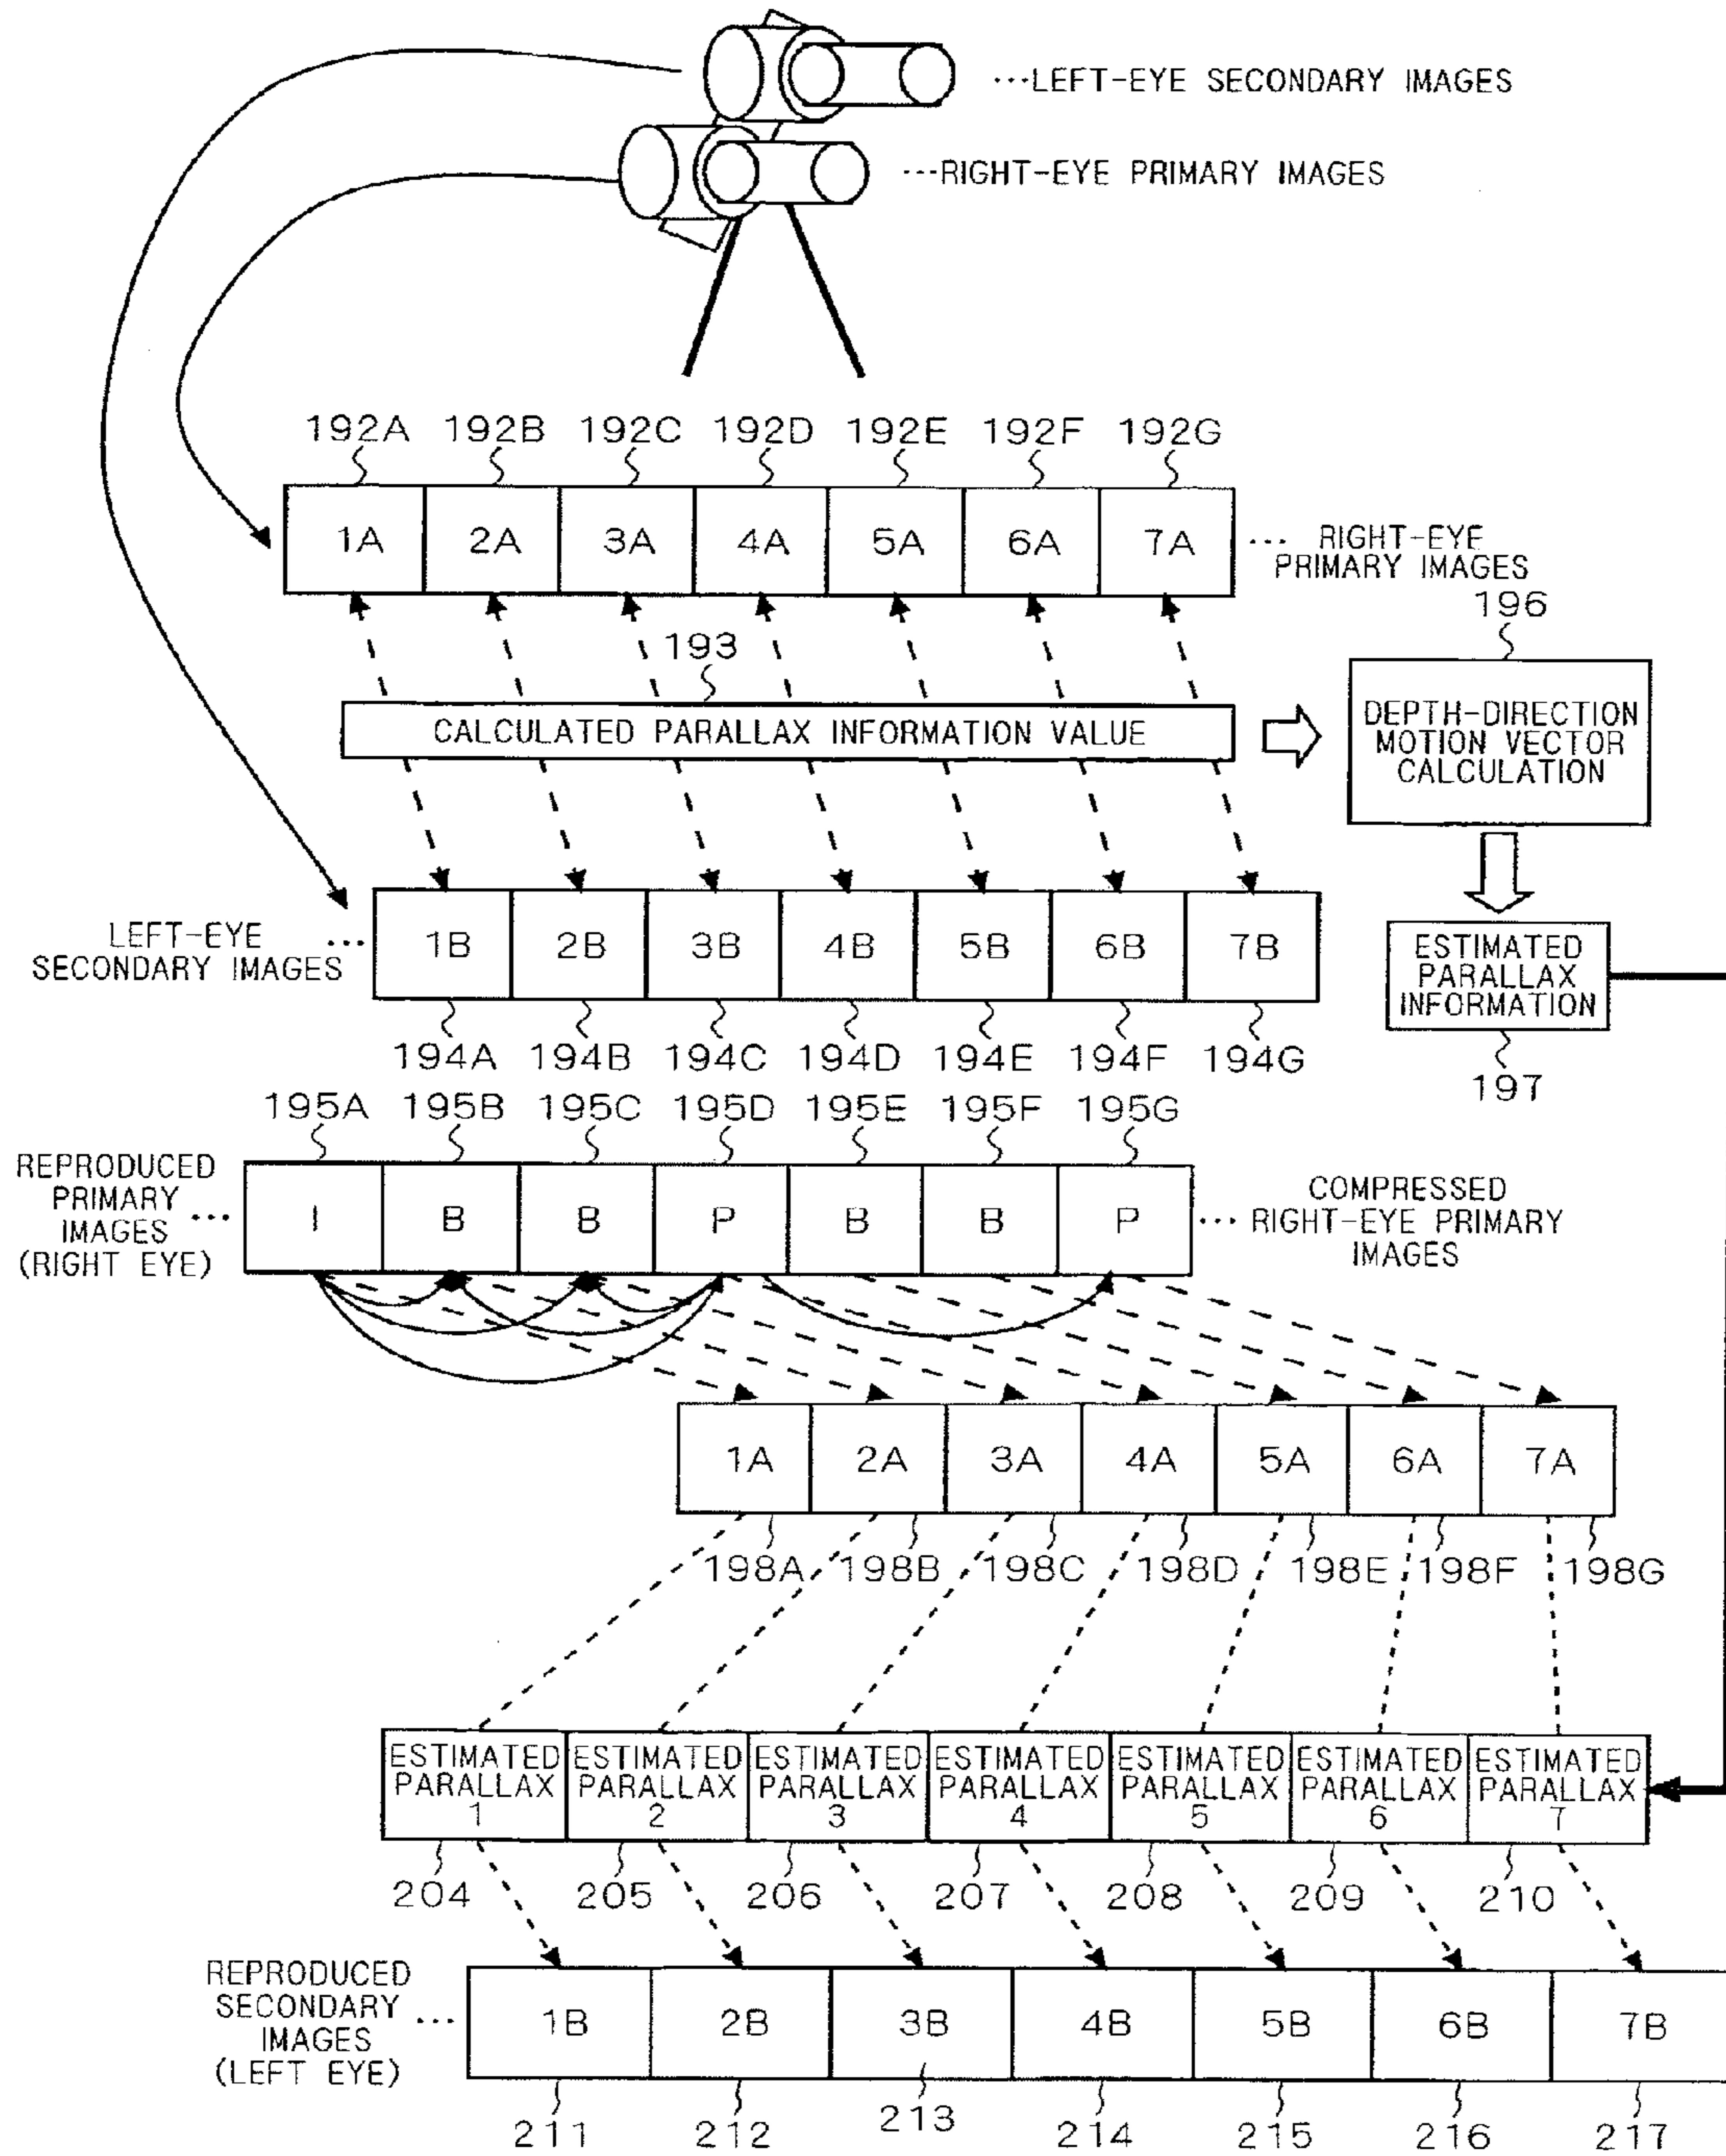 ···LEFT-EYE SECONDARY IMAGES
···RIGHT-EYE PRIMARY IMAGES
192A 192B 192C 192D 192E 192F 192G
1A 2A 3A 4A 5A 6A 7A
··· RIGHT-EYE
PRIMARY IMAGES
196
193
CALCULATED PARALLAX INFORMATION VALUE
DEPTH-DIRECTION
MOTION VECTOR
CALCULATION
LEFT-EYE ···
SECONDARY IMAGES
1B 2B 3B 4B 5B 6B 7B
ESTIMATED
PARALLAX
INFORMATION
194A 194B 194C 194D 194E 194F 194G
197
195A 195B 195C 195D 195E 195F 195G
REPRODUCED
PRIMARY
IMAGES ···
(RIGHT EYE)
I B B P B B P
COMPRESSED
··· RIGHT-EYE PRIMARY
IMAGES
1A 2A 3A 4A 5A 6A 7A
198A 198B 198C 198D 198E 198F 198G
ESTIMATED
PARALLAX
1
ESTIMATED
PARALLAX
2
ESTIMATED
PARALLAX
3
ESTIMATED
PARALLAX
4
ESTIMATED
PARALLAX
5
ESTIMATED
PARALLAX
6
ESTIMATED
PARALLAX
7
204 205 206 207 208 209 210
REPRODUCED
SECONDARY ···
IMAGES
(LEFT EYE)
1B 2B 3B 4B 5B 6B 7B
211 212 213 214 215 216 217